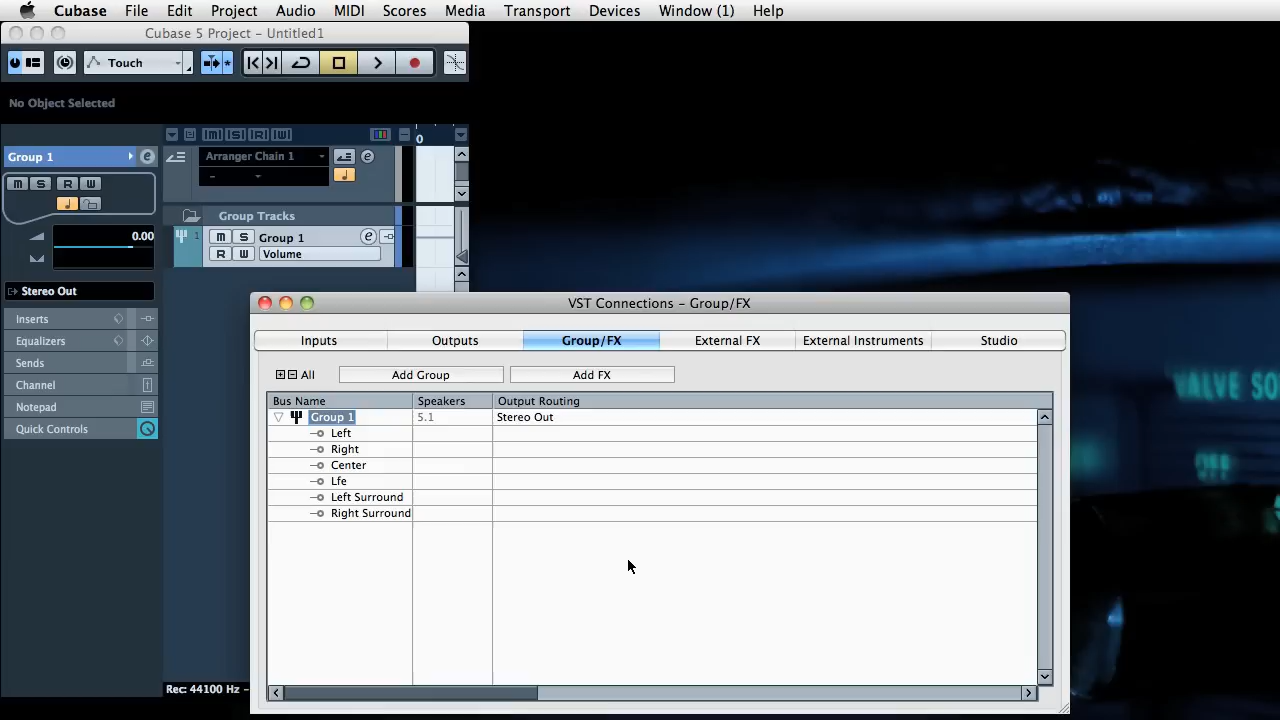 Cubase File Edit Project Audio MIDI Scores Media Transport Devices Window (1) Help
Cubase 5 Project - Untitled1
Touch
No Object Selected
M S R W
0
Group 1 e
Arranger Chain 1 e
M S R W
Group Tracks
0.00
1 M S Group 1 e
R W Volume
Stereo Out
Inserts
Equalizers
Sends
Channel
Notepad
Quick Controls
VST Connections - Group/FX
Inputs Outputs Group/FX External FX External Instruments Studio
All Add Group Add FX
Bus Name Speakers Output Routing
Group 1 5.1 Stereo Out
Left
Right
Center
Lfe
Left Surround
Right Surround
VALVE SO
Rec: 44100 Hz -